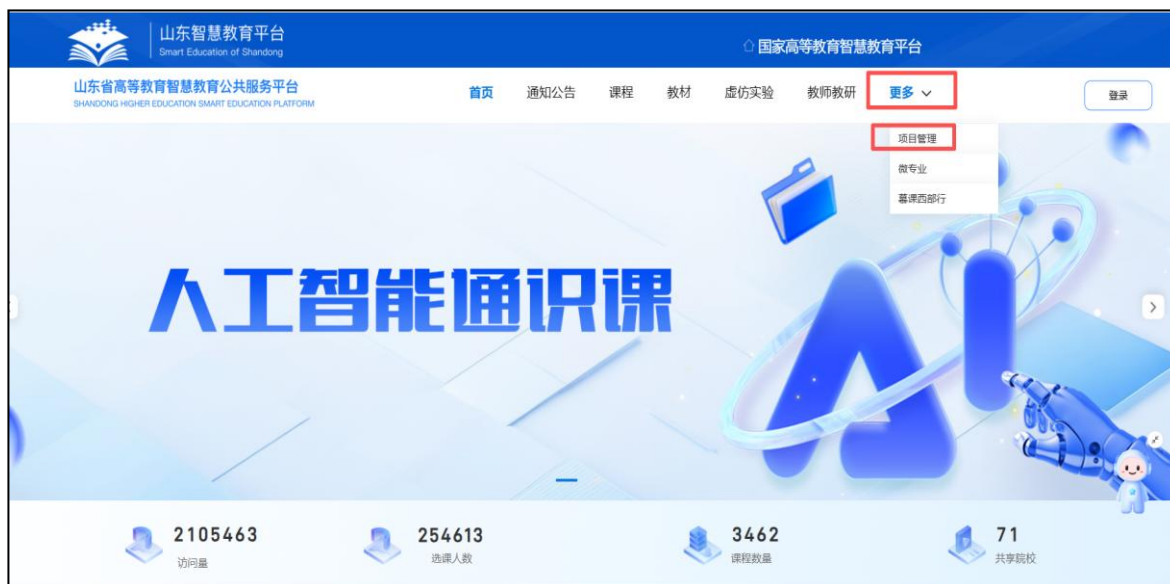 山东智慧教育平台
Smart Education of Shandong
国家高等教育智慧教育平台
山东省高等教育智慧教育公共服务平台
SHANDONG HIGHER EDUCATION SMART EDUCATION PLATFORM
首页 通知公告 课程 教材 虚仿实验 教师教研 更多 登录
项目管理
微专业
慕课西部行
人工智能通识课
AI
2105463 254613 3462 71
访问量 选课人数 课程数量 共享院校